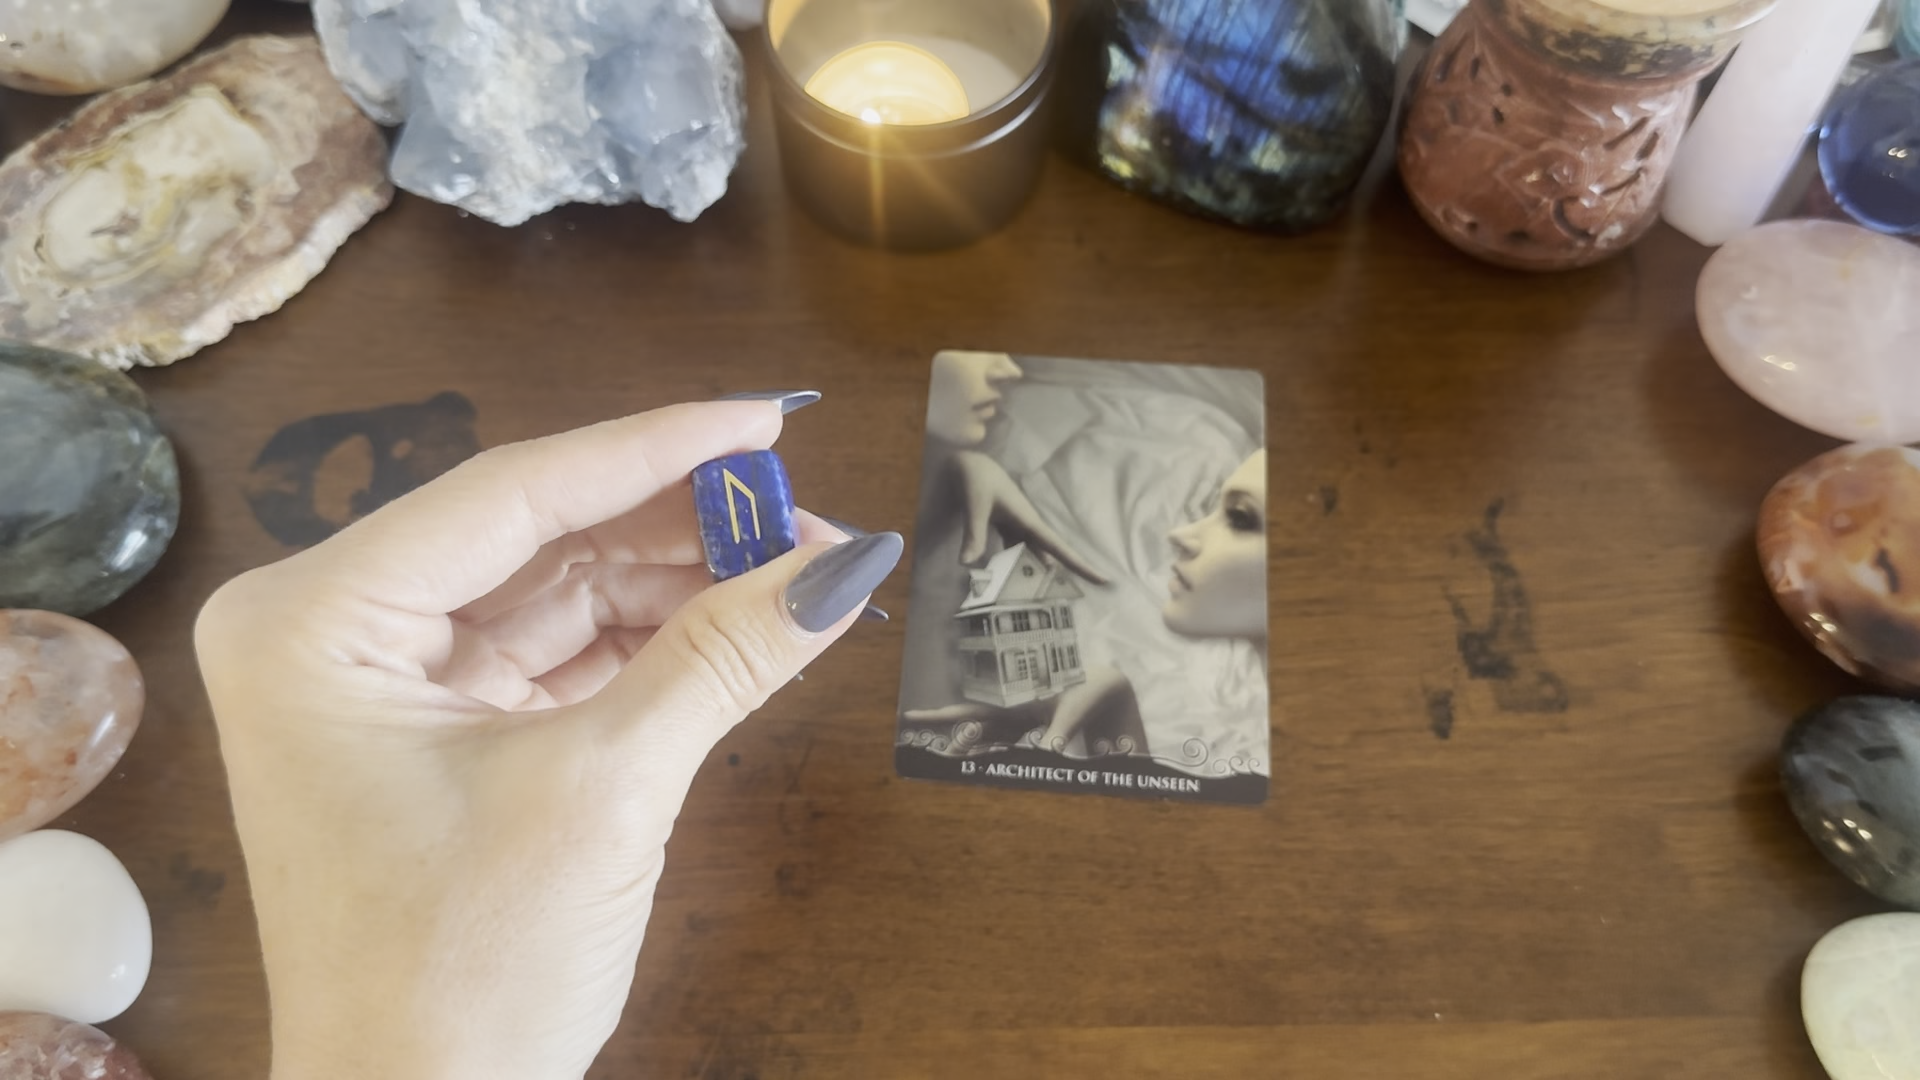 ᚢ
13 - ARCHITECT OF THE UNSEEN